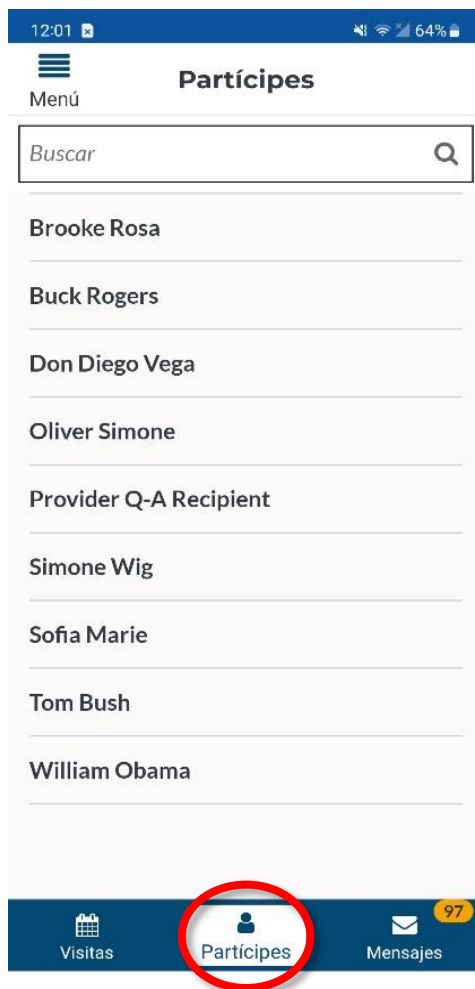 12:01 64%
Menú
Partícipes
Buscar
Brooke Rosa
Buck Rogers
Don Diego Vega
Oliver Simone
Provider Q-A Recipient
Simone Wig
Sofia Marie
Tom Bush
William Obama
97
Visitas Partícipes Mensajes